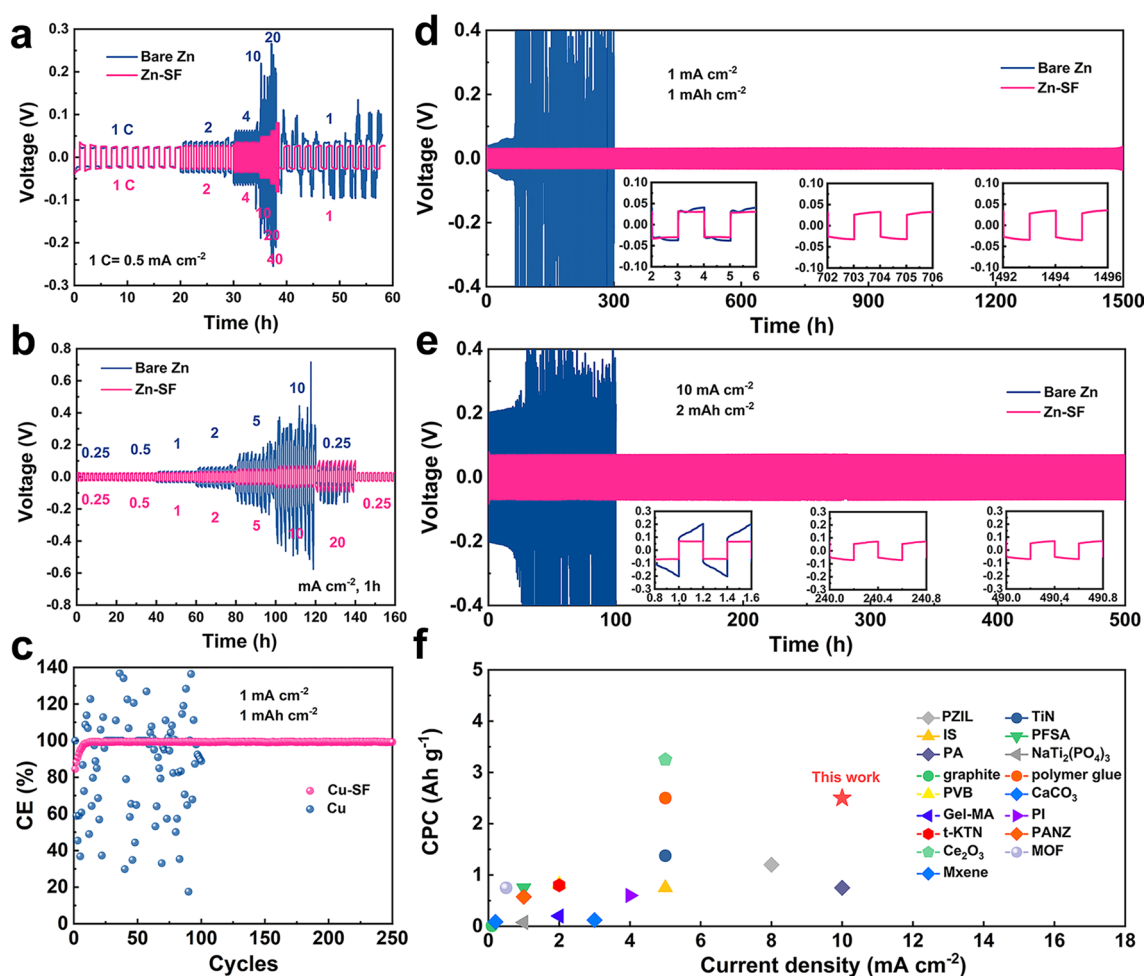 a
0.3
0.2
0.1
0.0
-0.1
-0.2
-0.3
Voltage (V)
Bare Zn
Zn-SF
1 C
2
4
10
20
1
1 C
2
4
10
20
40
1
1 C= 0.5 mA cm⁻²
0 10 20 30 40 50 60
Time (h)
b
0.8
0.6
0.4
0.2
0.0
-0.2
-0.4
-0.6
-0.8
Voltage (V)
Bare Zn
Zn-SF
0.25 0.5 1 2 5 10 0.25
0.25 0.5 1 2 5 10 20 0.25
mA cm⁻², 1h
0 20 40 60 80 100 120 140 160
Time (h)
c
140
120
100
80
60
40
20
0
CE (%)
1 mA cm⁻²
1 mAh cm⁻²
Cu-SF
Cu
0 50 100 150 200 250
Cycles
d
0.4
0.2
0.0
-0.2
-0.4
Voltage (V)
1 mA cm⁻²
1 mAh cm⁻²
Bare Zn
Zn-SF
0.10
0.05
0.00
-0.05
-0.10
2 3 4 5 6
0.10
0.05
0.00
-0.05
-0.10
702 703 704 705 706
0.10
0.05
0.00
-0.05
-0.10
1492 1494 1496
0 300 600 900 1200 1500
Time (h)
e
0.4
0.2
0.0
-0.2
-0.4
Voltage (V)
10 mA cm⁻²
2 mAh cm⁻²
Bare Zn
Zn-SF
0.3
0.2
0.1
0.0
-0.1
-0.2
-0.3
0.8 1.0 1.2 1.4 1.6
0.3
0.2
0.1
0.0
-0.1
-0.2
-0.3
240.0 240.4 240.8
0.3
0.2
0.1
0.0
-0.1
-0.2
-0.3
490.0 490.4 490.8
0 100 200 300 400 500
Time (h)
f
5
4
3
2
1
0
CPC (Ah g⁻¹)
This work
PZIL
IS
PA
graphite
PVB
Gel-MA
t-KTN
Ce₂O₃
Mxene
TiN
PFSA
NaTi₂(PO₄)₃
polymer glue
CaCO₃
PI
PANZ
MOF
0 2 4 6 8 10 12 14 16 18
Current density (mA cm⁻²)